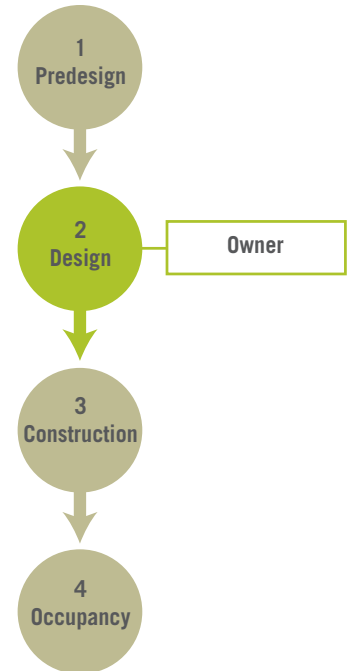 1
Predesign
2
Design
Owner
3
Construction
4
Occupancy